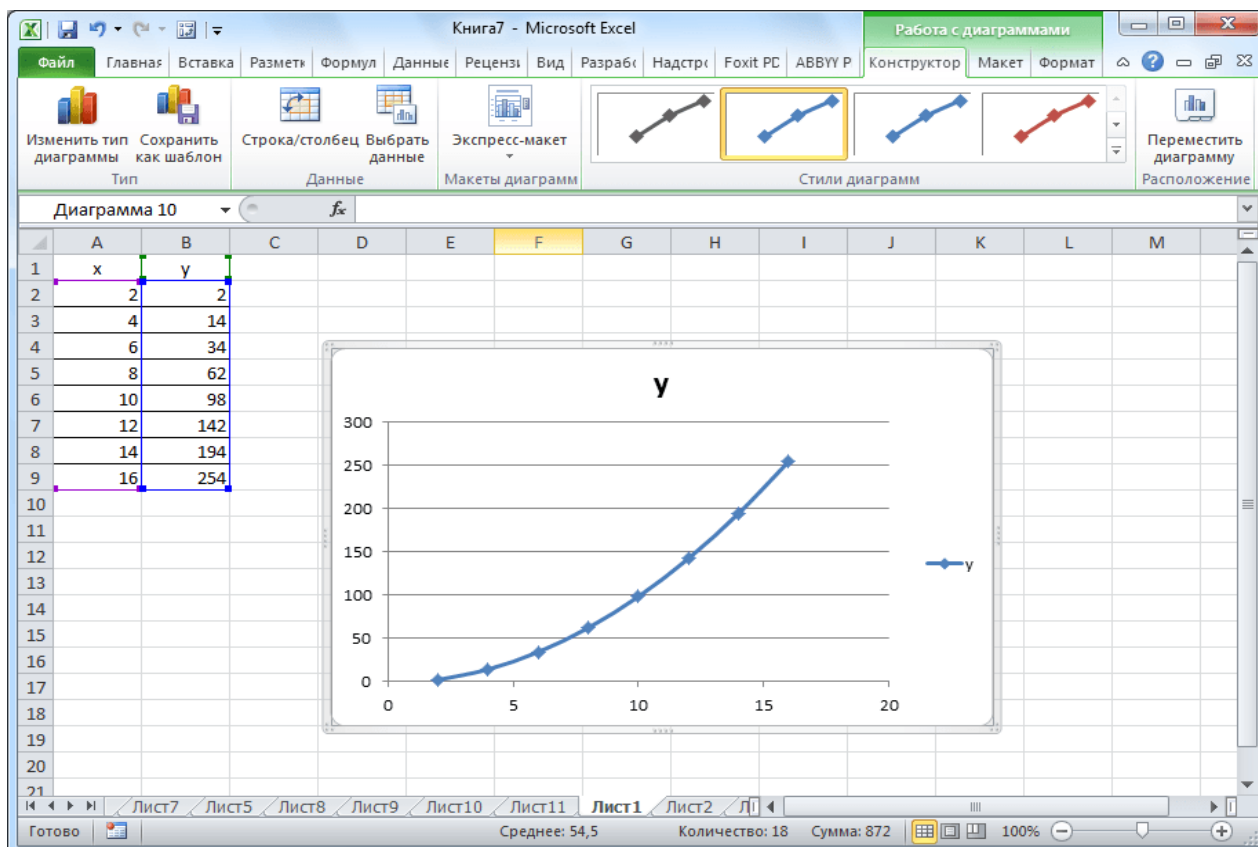 Книга7 - Microsoft Excel
Работа с диаграммами
Файл Главная Вставка Разметк Формул Данные Рецензи Вид Разрабо Надстро Foxit PD ABBYY P Конструктор Макет Формат
Изменить тип диаграммы
Сохранить как шаблон
Строка/столбец
Выбрать данные
Экспресс-макет
Переместить диаграмму
Тип Данные Макеты диаграмм Стили диаграмм Расположение
Диаграмма 10 fx
A B C D E F G H I J K L M
1 x y
2 2 2
3 4 14
4 6 34
5 8 62
6 10 98
7 12 142
8 14 194
9 16 254
10
11
12
13
14
15
16
17
18
19
20
21
y
300
250
200
150
100
50
0
0 5 10 15 20
y
Лист7 Лист5 Лист8 Лист9 Лист10 Лист11 Лист1 Лист2
Готово Среднее: 54,5 Количество: 18 Сумма: 872 100%